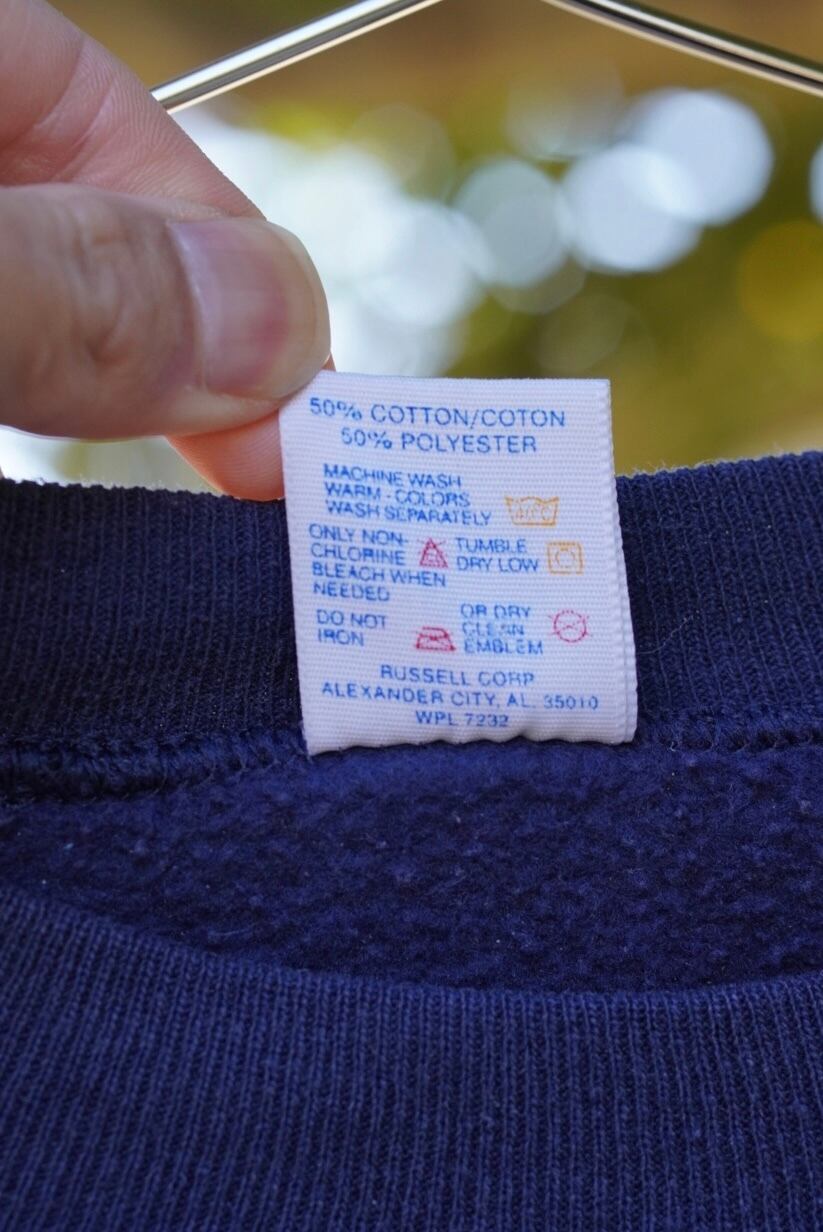 50% COTTON/COTON
50% POLYESTER
MACHINE WASH
WARM - COLORS
WASH SEPARATELY
40°C
ONLY NON-
CHLORINE
BLEACH WHEN
NEEDED
TUMBLE
DRY LOW
DO NOT
IRON
OR DRY
CLEAN
EMBLEM
RUSSELL CORP
ALEXANDER CITY, AL. 35010
WPL 7232